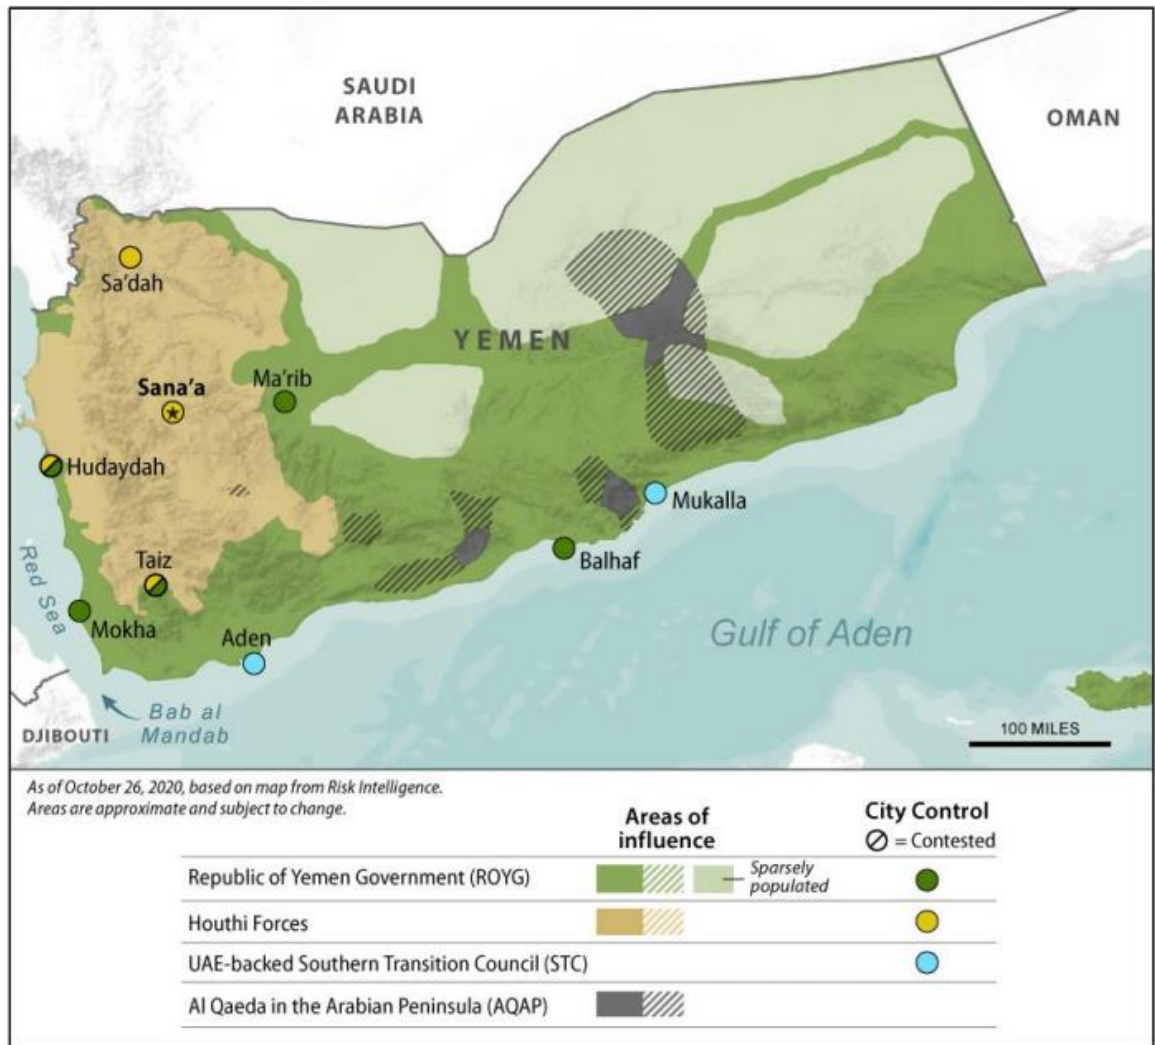 SAUDI
ARABIA
OMAN
Sa'dah
YEMEN
Ma'rib
Sana'a
Hudaydah
Mukalla
Taiz
Balhaf
Red Sea
Mokha
Aden
Gulf of Aden
Bab al
Mandab
DJIBOUTI
100 MILES
As of October 26, 2020, based on map from Risk Intelligence.
Areas are approximate and subject to change.
Areas of
influence
City Control
= Contested
Republic of Yemen Government (ROYG)
Sparsely
populated
Houthi Forces
UAE-backed Southern Transition Council (STC)
Al Qaeda in the Arabian Peninsula (AQAP)